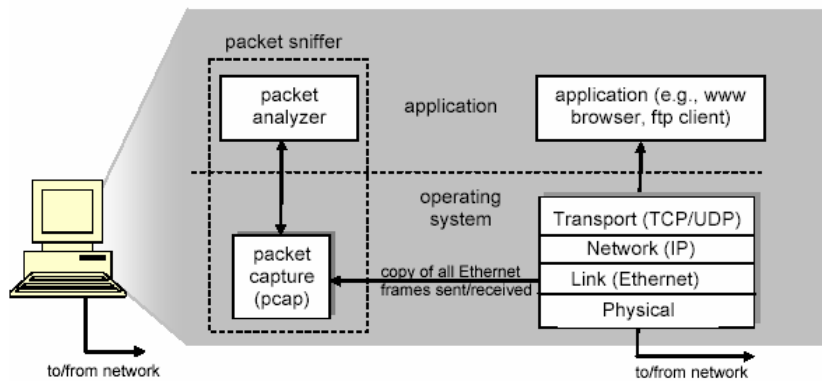 packet sniffer
packet
analyzer
application
application (e.g., www
browser, ftp client)
operating
system
packet
capture
(pcap)
copy of all Ethernet
frames sent/received
Transport (TCP/UDP)
Network (IP)
Link (Ethernet)
Physical
to/from network
to/from network